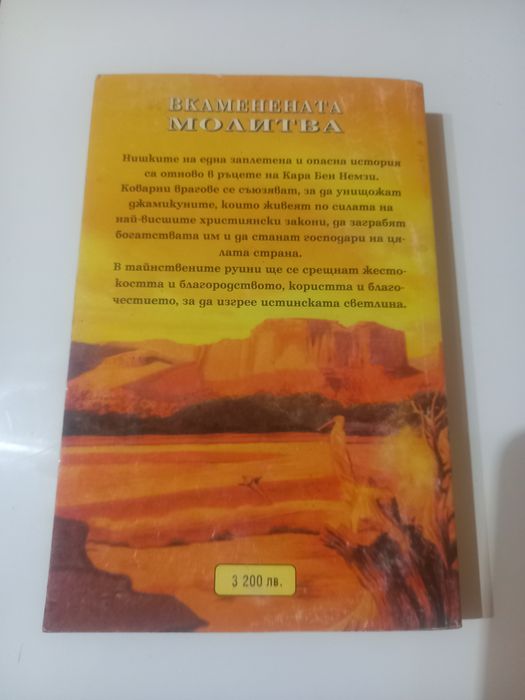 ВКАМЕНЕНАТА
МОЛИТВА
Нишките на една заплетена и опасна история
са отново в ръцете на Кара Бен Немзи.
Коварни врагове се съюзяват, за да унищожат
джамикуните, които живеят по силата на
най-висшите християнски закони, да заграбят
богатствата им и да станат господари на ця-
лата страна.
В тайнствените руини ще се срещнат жесто-
костта и благородството, користта и благо-
честието, за да изгрее истинската светлина.
3 200 лв.